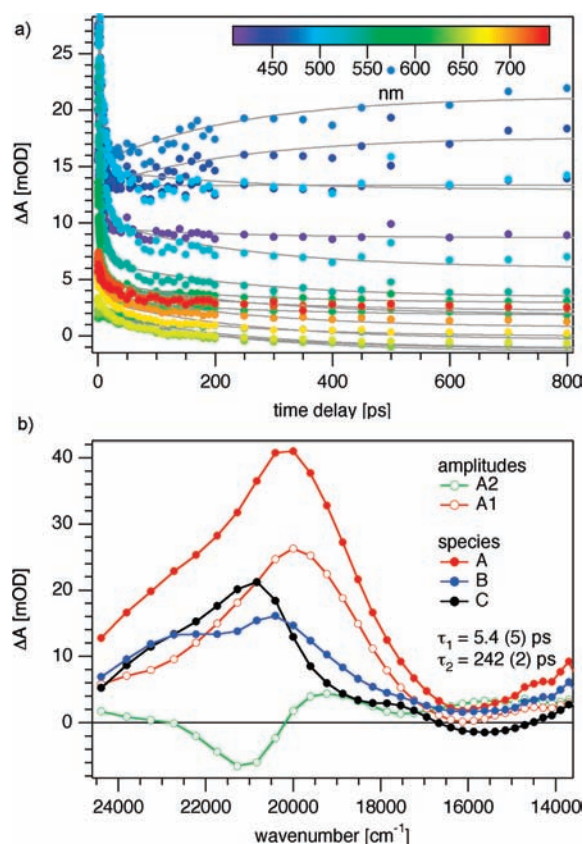 a)
450 500 550 600 650 700
nm
25
20
15
10
5
0
ΔA [mOD]
0 200 400 600 800
time delay [ps]
b)
40
20
0
ΔA [mOD]
amplitudes
A2
A1
species
A
B
C
τ1 = 5.4 (5) ps
τ2 = 242 (2) ps
24000 22000 20000 18000 16000 14000
wavenumber [cm⁻¹]